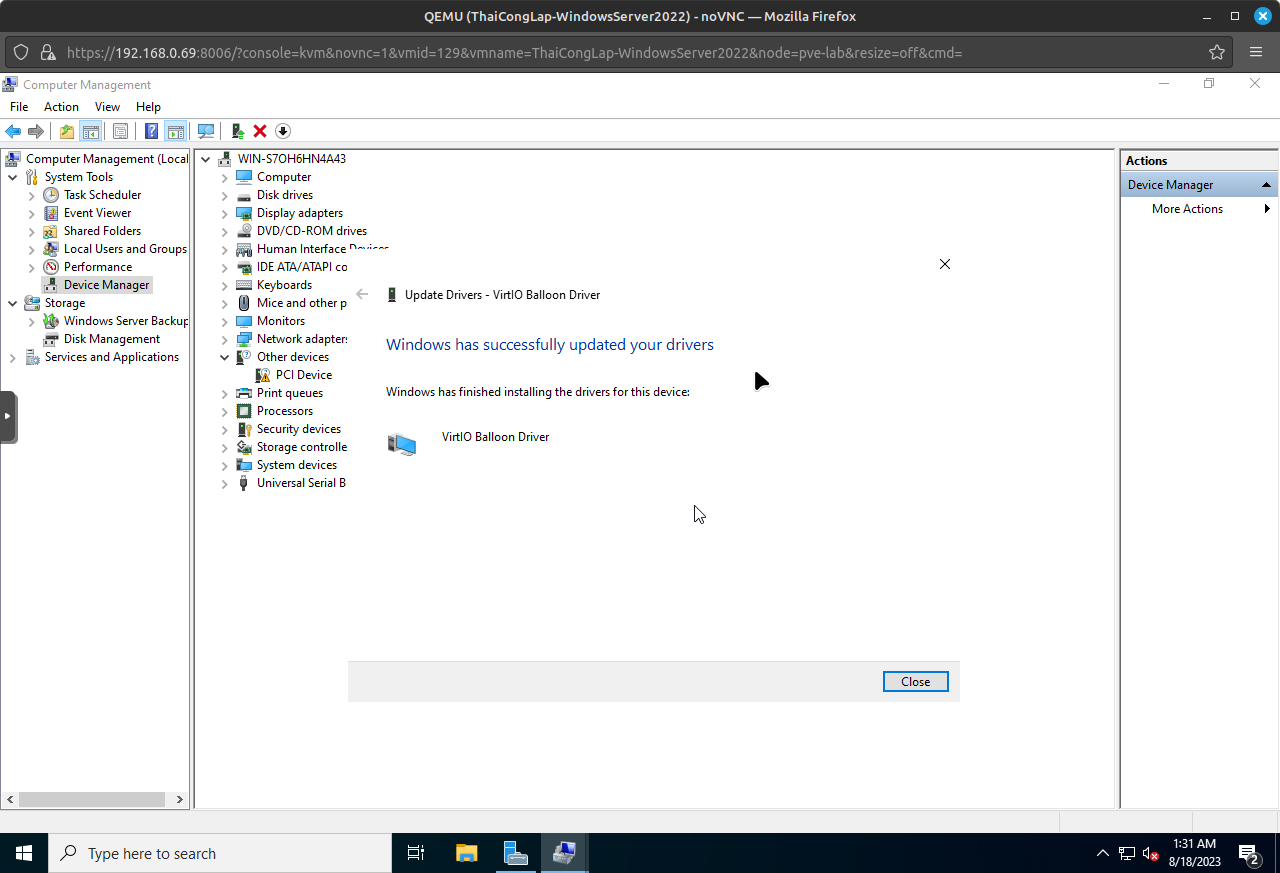 QEMU (ThaiCongLap-WindowsServer2022) - noVNC — Mozilla Firefox
https://192.168.0.69:8006/?console=kvm&novnc=1&vmid=129&vmname=ThaiCongLap-WindowsServer2022&node=pve-lab&resize=off&cmd=
Computer Management
File Action View Help
Computer Management (Local
System Tools
Task Scheduler
Event Viewer
Shared Folders
Local Users and Groups
Performance
Device Manager
Storage
Windows Server Backup
Disk Management
Services and Applications
WIN-S7OH6HN4A43
Computer
Disk drives
Display adapters
DVD/CD-ROM drives
Human Interface Devices
IDE ATA/ATAPI co
Keyboards
Mice and other p
Monitors
Network adapters
Other devices
PCI Device
Print queues
Processors
Security devices
Storage controlle
System devices
Universal Serial B
Update Drivers - VirtIO Balloon Driver
Windows has successfully updated your drivers
Windows has finished installing the drivers for this device:
VirtIO Balloon Driver
Close
Actions
Device Manager
More Actions
Type here to search
1:31 AM
8/18/2023
2